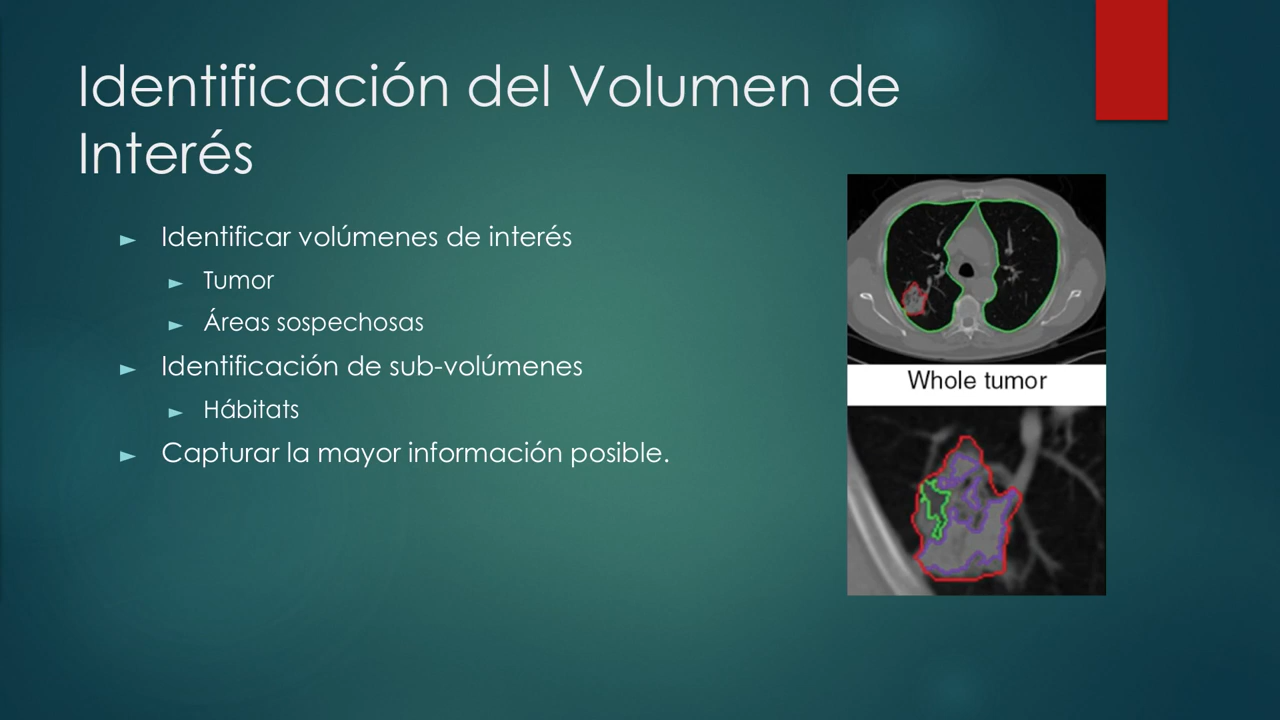 Identificación del Volumen de
Interés
► Identificar volúmenes de interés
► Tumor
► Áreas sospechosas
► Identificación de sub-volúmenes
► Hábitats
► Capturar la mayor información posible.
Whole tumor